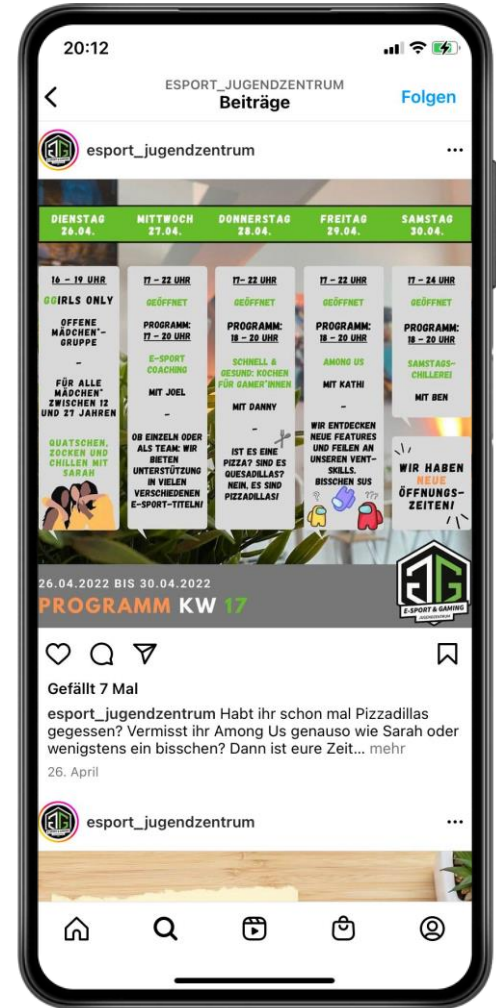 20:12
ESPORT_JUGENDZENTRUM
Beiträge
Folgen
esport_jugendzentrum
DIENSTAG
26.04.
16 – 19 UHR
GGIRLS ONLY
OFFENE
MÄDCHEN*-
GRUPPE
-
FÜR ALLE
MÄDCHEN*
ZWISCHEN 12
UND 27 JAHREN
QUATSCHEN,
ZOCKEN UND
CHILLEN MIT
SARAH
MITTWOCH
27.04.
17 – 22 UHR
GEÖFFNET
PROGRAMM:
17 – 20 UHR
E-SPORT
COACHING
MIT JOEL
-
OB EINZELN ODER
ALS TEAM: WIR
BIETEN
UNTERSTÜTZUNG
IN VIELEN
VERSCHIEDENEN
E-SPORT-TITELN!
DONNERSTAG
28.04.
17– 22 UHR
GEÖFFNET
PROGRAMM:
18 – 20 UHR
SCHNELL &
GESUND: KOCHEN
FÜR GAMER*INNEN
MIT DANNY
-
IST ES EINE
PIZZA? SIND ES
QUESADILLAS?
NEIN, ES SIND
PIZZADILLAS!
FREITAG
29.04.
17 – 22 UHR
GEÖFFNET
PROGRAMM:
18 – 20 UHR
AMONG US
MIT KATHI
-
WIR ENTDECKEN
NEUE FEATURES
UND FEILEN AN
UNSEREN VENT-
SKILLS.
BISSCHEN SUS
? ???
SAMSTAG
30.04.
17 – 24 UHR
GEÖFFNET
PROGRAMM:
18 – 20 UHR
SAMSTAGS-
CHILLEREI
MIT BEN
WIR HABEN
NEUE
ÖFFNUNGS-
ZEITEN!
26.04.2022 BIS 30.04.2022
PROGRAMM KW 17
E-SPORT & GAMING
JUGENDZENTRUM
Gefällt 7 Mal
esport_jugendzentrum Habt ihr schon mal Pizzadillas
gegessen? Vermisst ihr Among Us genauso wie Sarah oder
wenigstens ein bisschen? Dann ist eure Zeit... mehr
26. April
esport_jugendzentrum